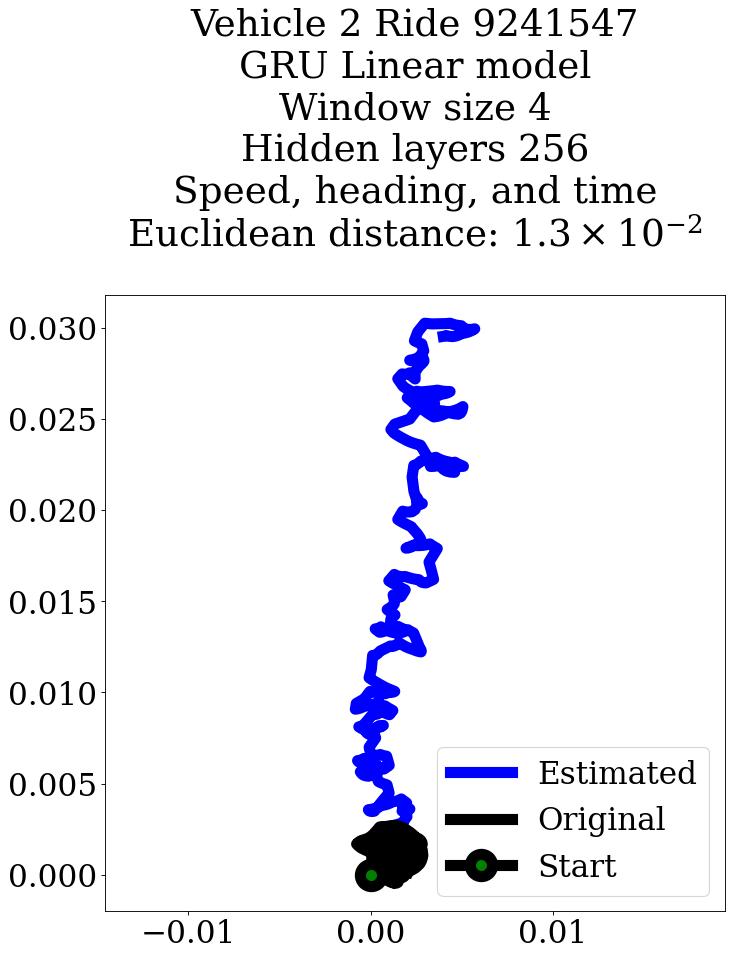 Vehicle 2 Ride 9241547
GRU Linear model
Window size 4
Hidden layers 256
Speed, heading, and time
Euclidean distance: 1.3 × 10⁻²
0.030
0.025
0.020
0.015
0.010
0.005
0.000
Estimated
Original
Start
−0.01 0.00 0.01